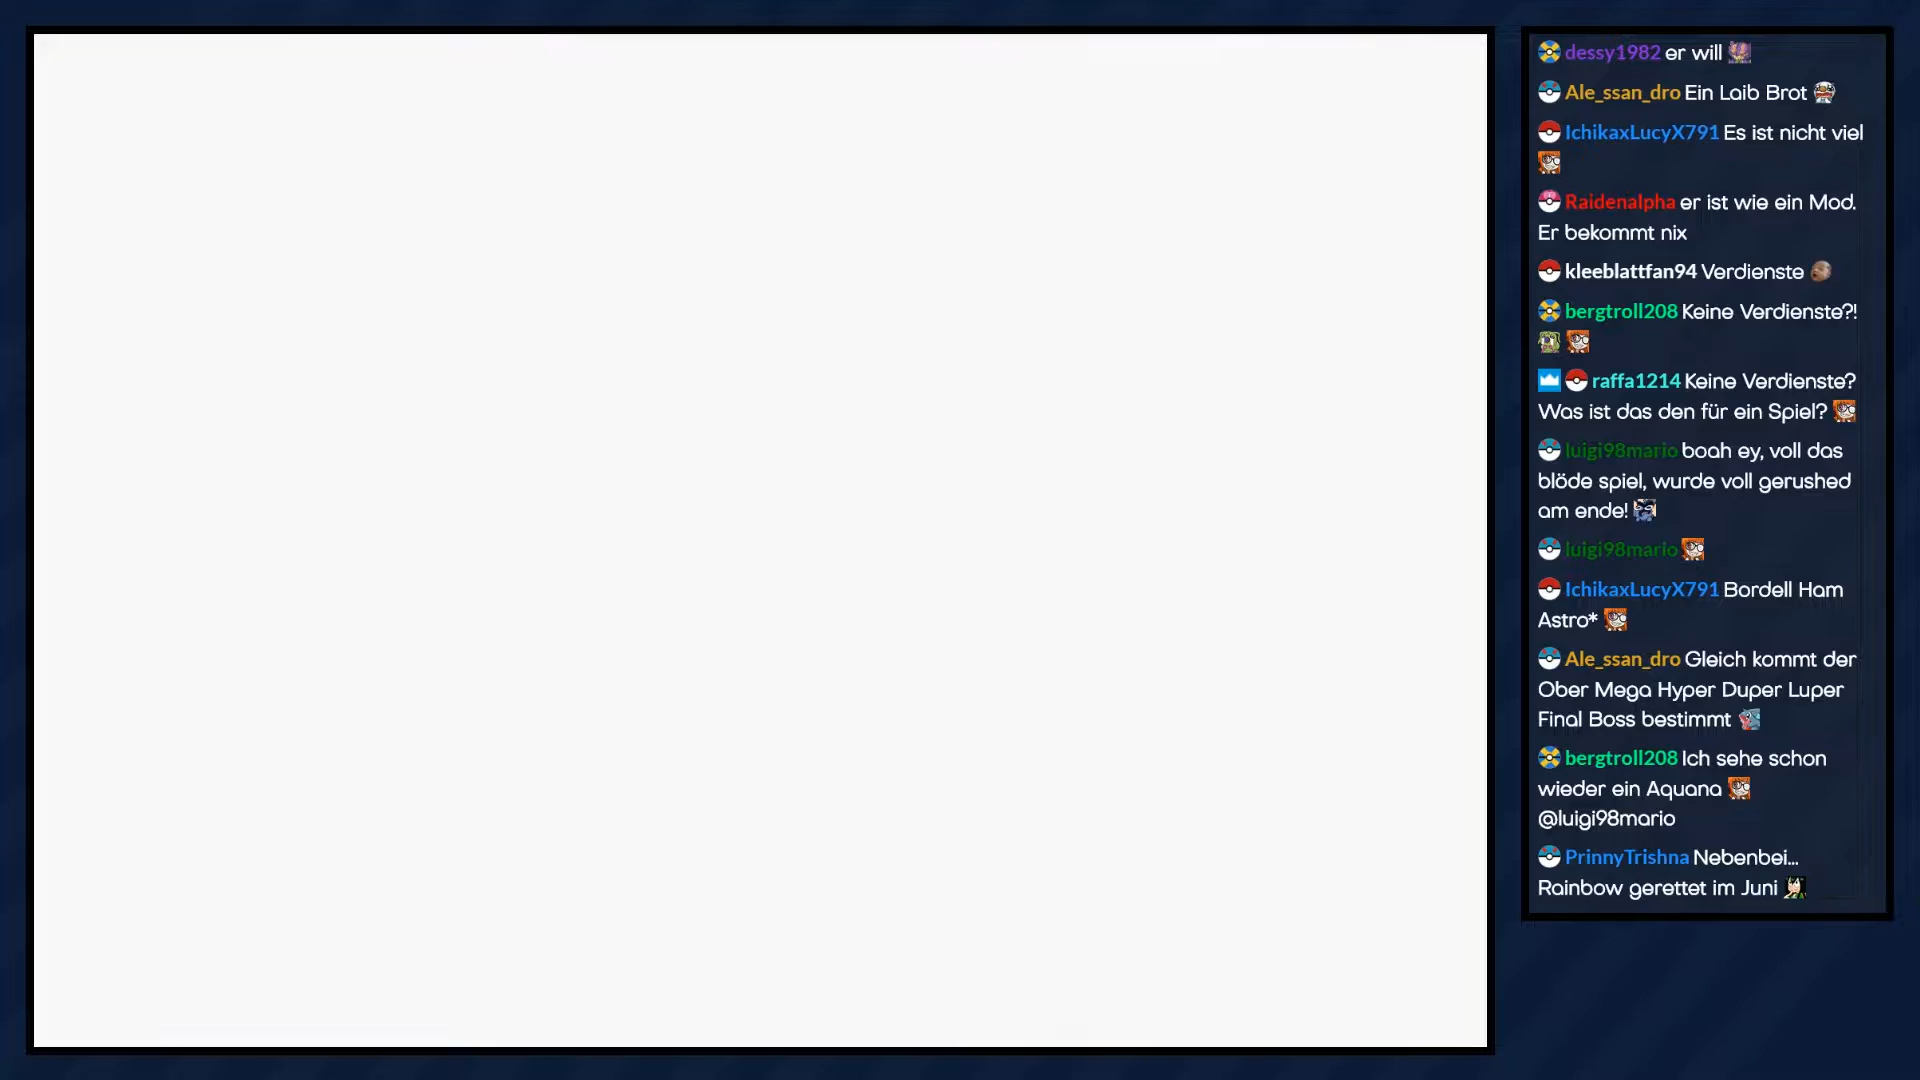 dessy1982 er will
Ale_ssan_dro Ein Laib Brot
IchikaxLucyX791 Es ist nicht viel
Raidenalpha er ist wie ein Mod.
Er bekommt nix
kleeblattfan94 Verdienste
bergtroll208 Keine Verdienste?!
raffa1214 Keine Verdienste?
Was ist das den für ein Spiel?
luigi98mario boah ey, voll das
blöde spiel, wurde voll gerushed
am ende!
luigi98mario
IchikaxLucyX791 Bordell Ham
Astro*
Ale_ssan_dro Gleich kommt der
Ober Mega Hyper Duper Luper
Final Boss bestimmt
bergtroll208 Ich sehe schon
wieder ein Aquana
@luigi98mario
PrinnyTrishna Nebenbei...
Rainbow gerettet im Juni